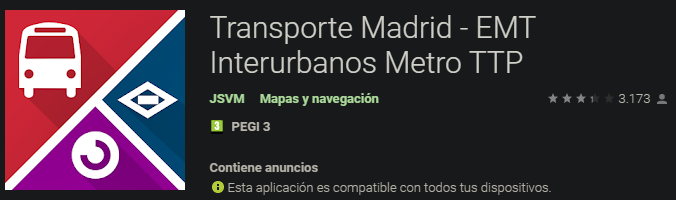 Transporte Madrid - EMT
Interurbanos Metro TTP
JSVM Mapas y navegación 3.173
3 PEGI 3
Contiene anuncios
Esta aplicación es compatible con todos tus dispositivos.